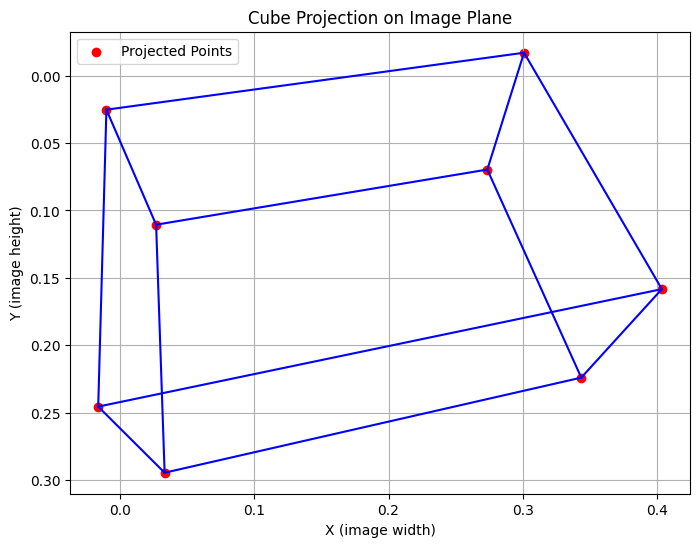 Cube Projection on Image Plane
Projected Points
0.00
0.05
0.10
0.15
0.20
0.25
0.30
Y (image height)
0.0 0.1 0.2 0.3 0.4
X (image width)